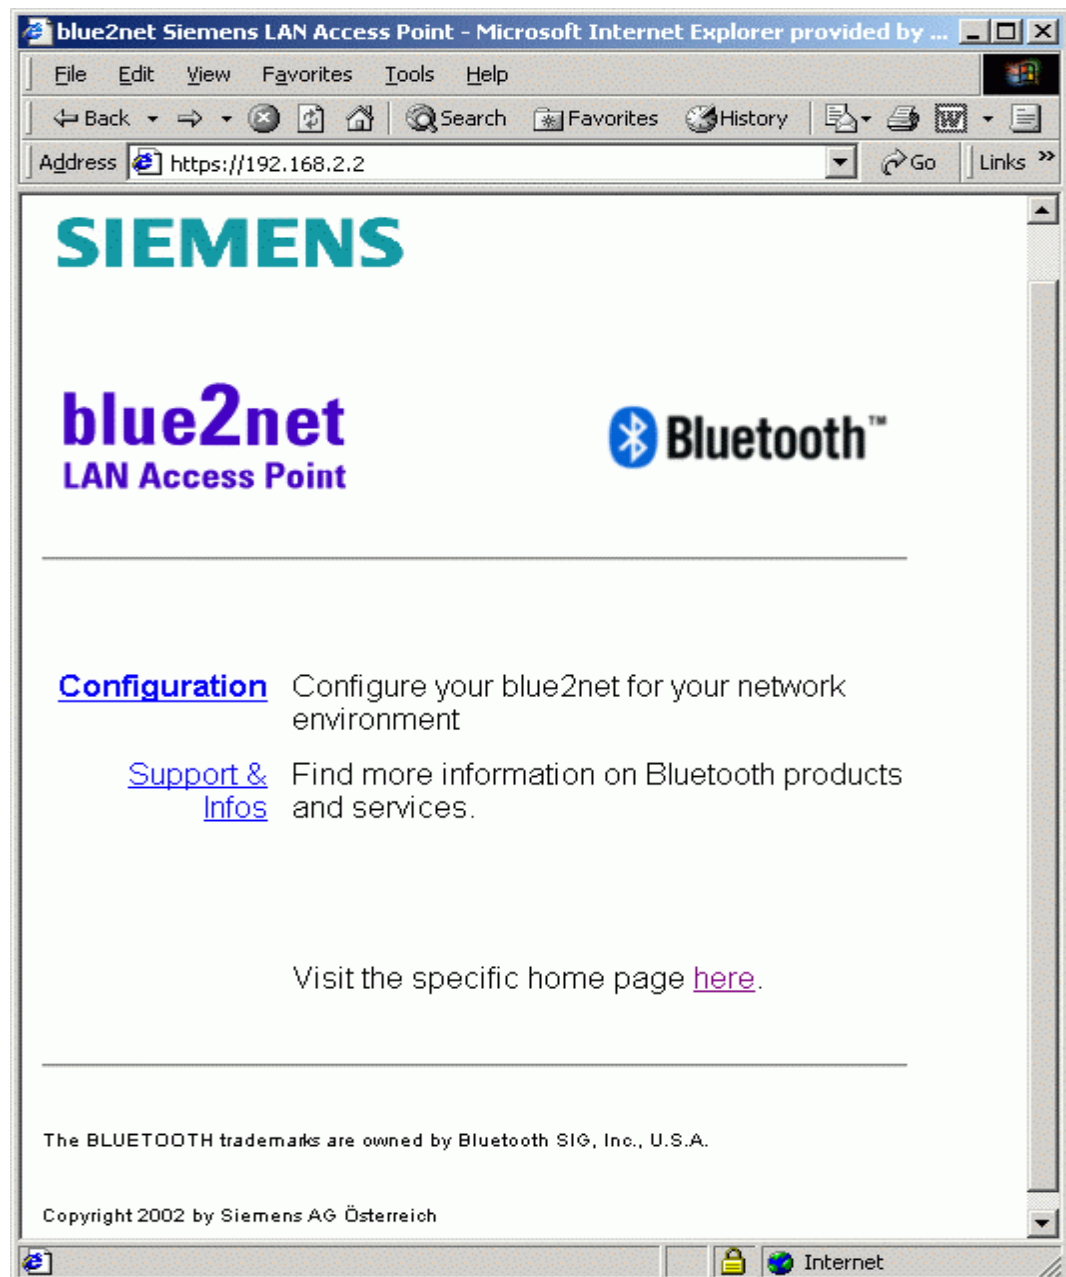 blue2net Siemens LAN Access Point - Microsoft Internet Explorer provided by ...
File Edit View Favorites Tools Help
Back Search Favorites History
Address https://192.168.2.2 Go Links »
SIEMENS
blue2net
LAN Access Point
Bluetooth™
Configuration Configure your blue2net for your network
environment
Support & Find more information on Bluetooth products
Infos and services.
Visit the specific home page here.
The BLUETOOTH trademarks are owned by Bluetooth SIG, Inc., U.S.A.
Copyright 2002 by Siemens AG Österreich
Internet